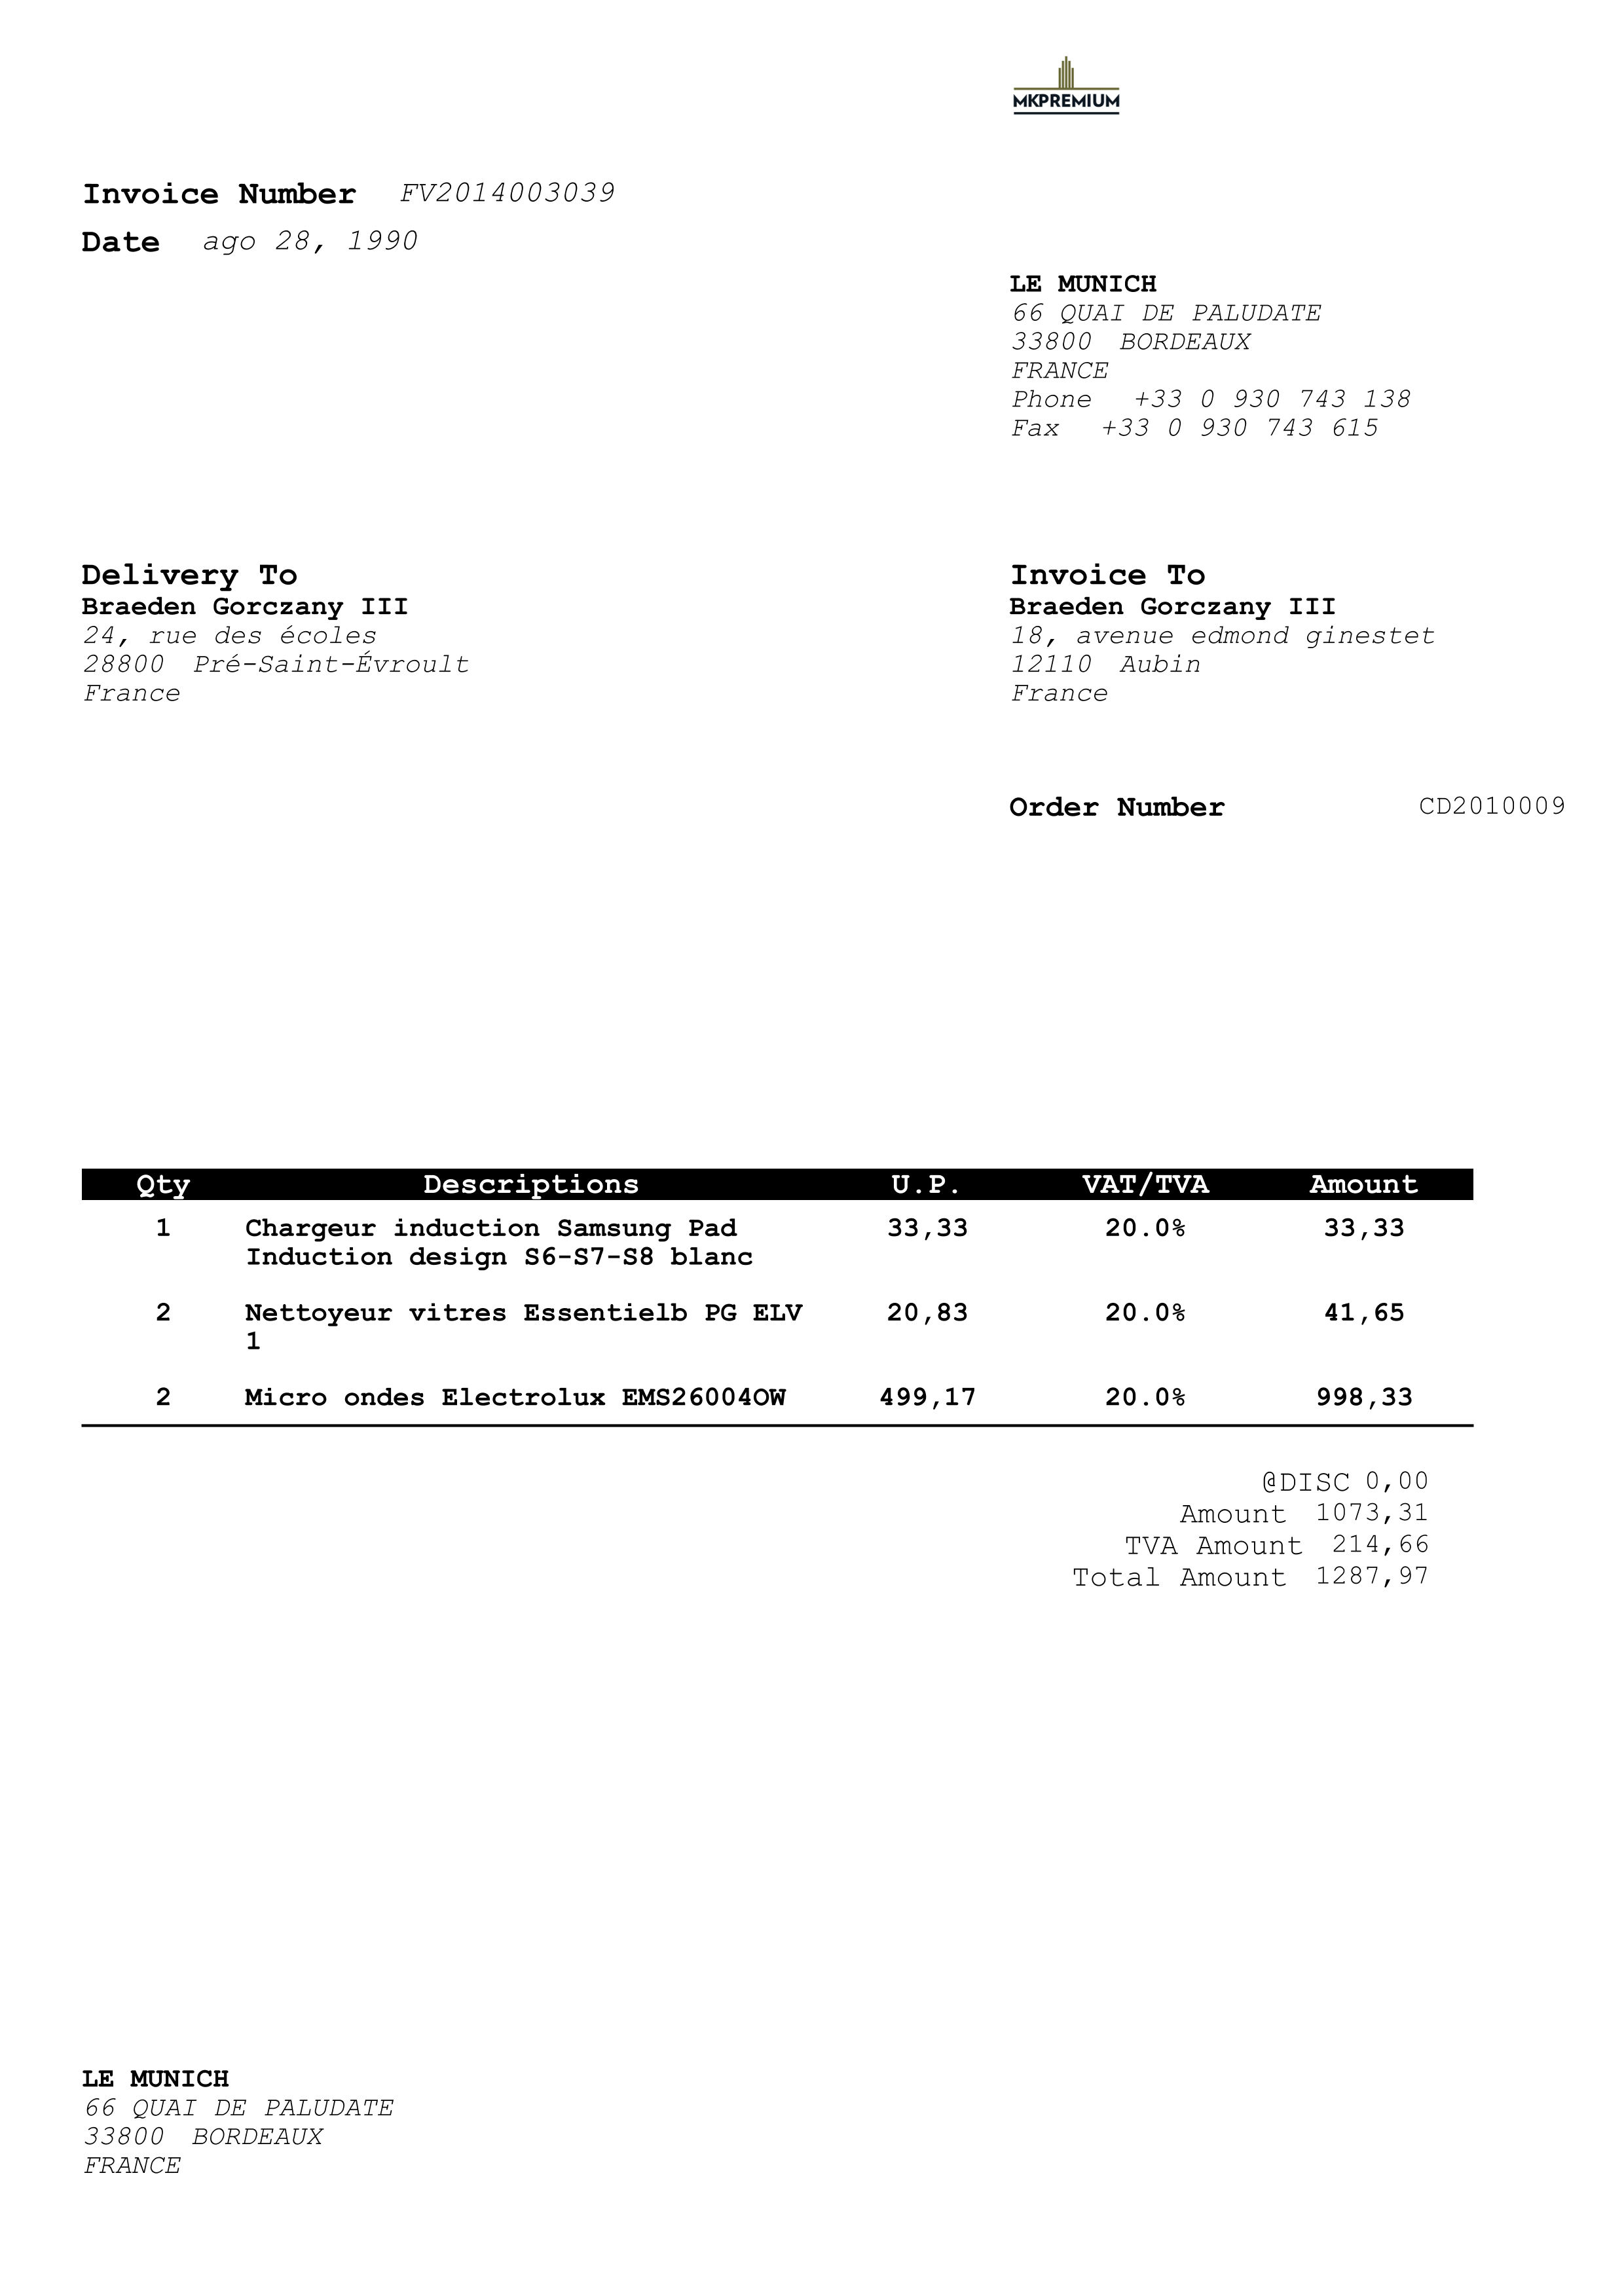 MKPREMIUM
Invoice Number FV2014003039
Date ago 28, 1990
LE MUNICH
66 QUAI DE PALUDATE
33800 BORDEAUX
FRANCE
Phone +33 0 930 743 138
Fax +33 0 930 743 615
Delivery To
Braeden Gorczany III
24, rue des écoles
28800 Pré-Saint-Évroult
France
Invoice To
Braeden Gorczany III
18, avenue edmond ginestet
12110 Aubin
France
Order Number CD2010009
Qty Descriptions U.P. VAT/TVA Amount
1 Chargeur induction Samsung Pad 33,33 20.0% 33,33
Induction design S6-S7-S8 blanc
2 Nettoyeur vitres Essentielb PG ELV 20,83 20.0% 41,65
1
2 Micro ondes Electrolux EMS26004OW 499,17 20.0% 998,33
@DISC 0,00
Amount 1073,31
TVA Amount 214,66
Total Amount 1287,97
LE MUNICH
66 QUAI DE PALUDATE
33800 BORDEAUX
FRANCE